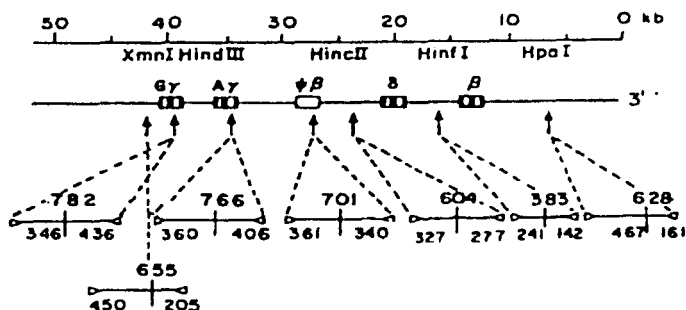 50 40 30 20 10 0 kb
XmnI HindIII HincII HinfI HpaI
Gγ Aγ ψβ δ β
3'
782 766 701 604 383 628
346 436 360 406 361 340 327 277 241 142 467 161
655
450 205